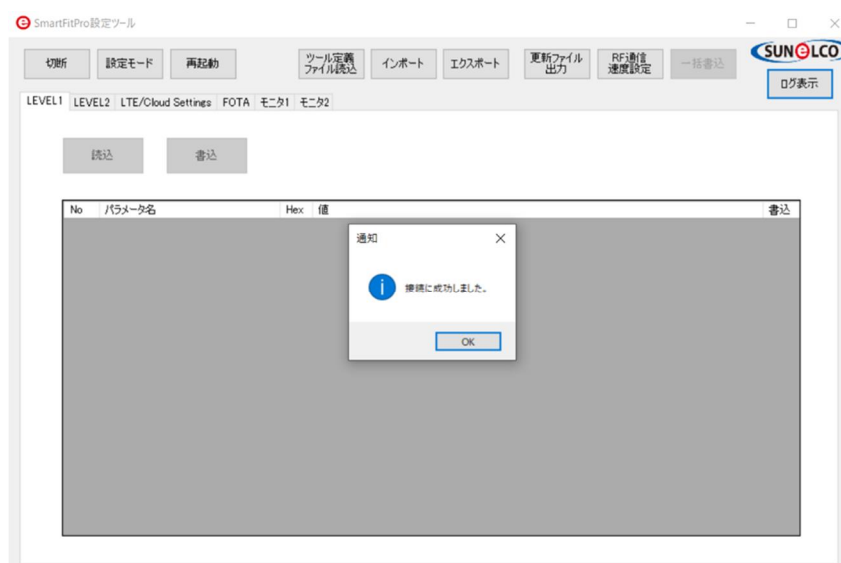 SmartFitPro設定ツール
切断 設定モード 再起動 ツール定義 ファイル読込 インポート エクスポート 更新ファイル 出力 RF通信 速度設定 一括書込
SUNELCO
ログ表示
LEVEL1 LEVEL2 LTE/Cloud Settings FOTA モニタ1 モニタ2
読込 書込
No パラメータ名 Hex 値 書込
通知
接続に成功しました。
OK